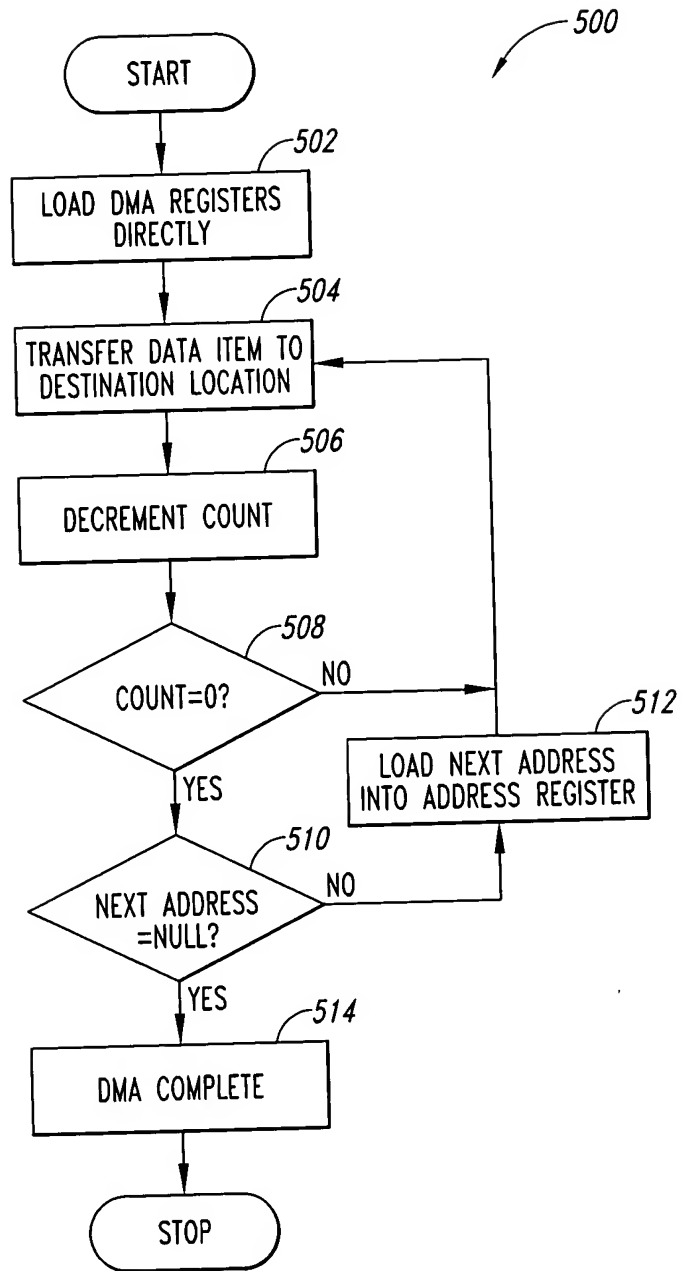 500
START
502
LOAD DMA REGISTERS
DIRECTLY
504
TRANSFER DATA ITEM TO
DESTINATION LOCATION
506
DECREMENT COUNT
508
COUNT=0?
NO
YES
512
LOAD NEXT ADDRESS
INTO ADDRESS REGISTER
510
NEXT ADDRESS
=NULL?
NO
YES
514
DMA COMPLETE
STOP